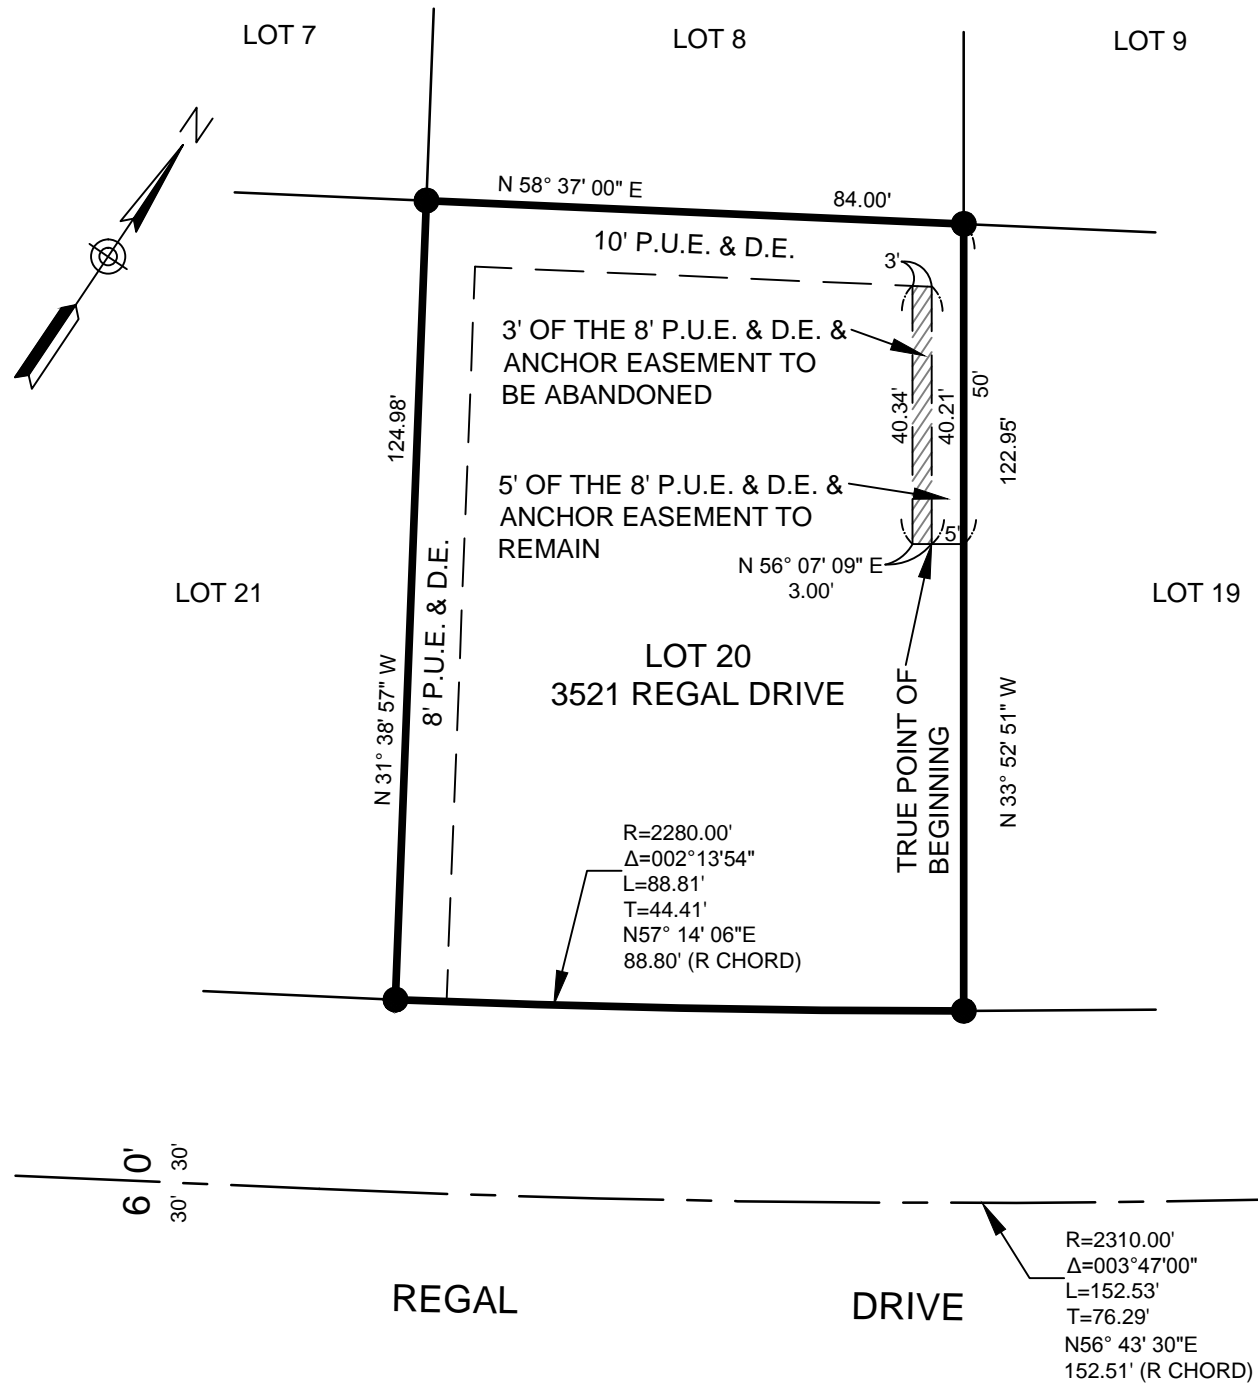 LOT 7
LOT 8
LOT 9
N
N 58° 37' 00" E
84.00'
10' P.U.E. & D.E.
3'
3' OF THE 8' P.U.E. & D.E. &
ANCHOR EASEMENT TO
BE ABANDONED
124.98'
40.34'
40.21'
50'
122.95'
5' OF THE 8' P.U.E. & D.E. &
ANCHOR EASEMENT TO
REMAIN
5'
N 56° 07' 09" E
3.00'
LOT 21
8' P.U.E. & D.E.
LOT 19
LOT 20
3521 REGAL DRIVE
N 31° 38' 57" W
TRUE POINT OF
BEGINNING
N 33° 52' 51" W
R=2280.00'
Δ=002°13'54"
L=88.81'
T=44.41'
N57° 14' 06"E
88.80' (R CHORD)
60'
30'
30'
R=2310.00'
Δ=003°47'00"
L=152.53'
T=76.29'
N56° 43' 30"E
152.51' (R CHORD)
REGAL DRIVE